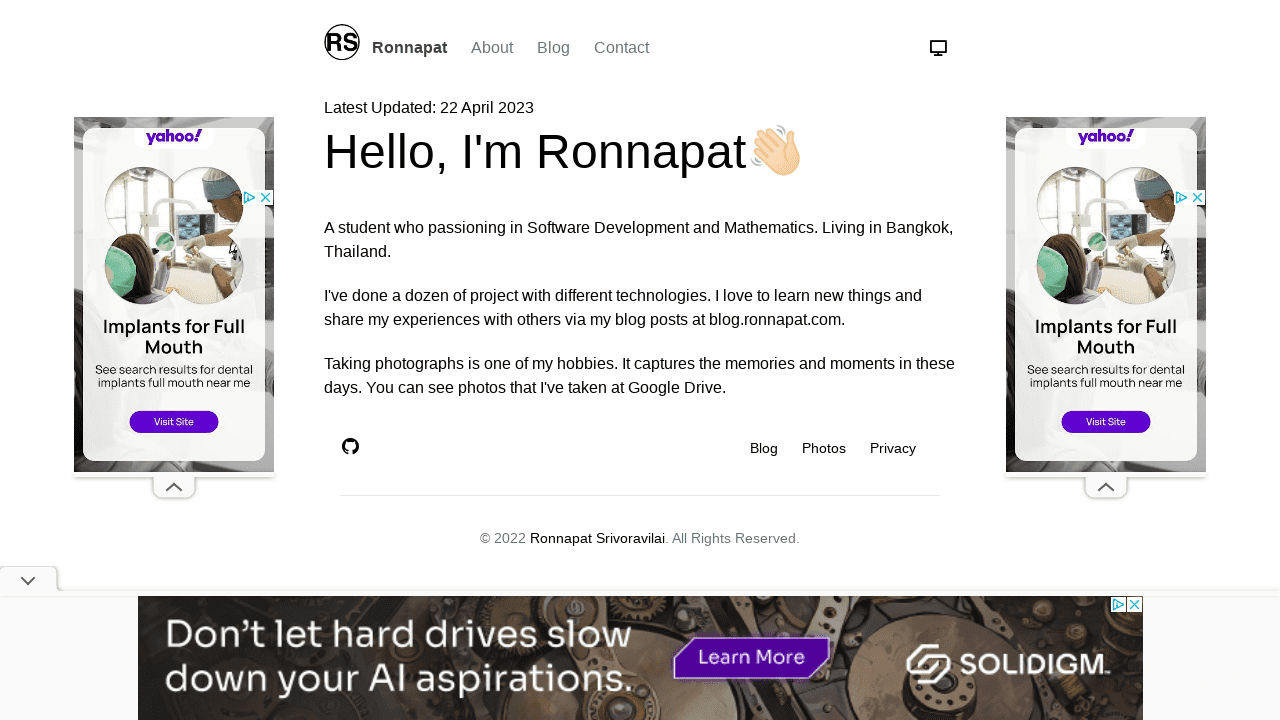 RS
Ronnapat About Blog Contact
Latest Updated: 22 April 2023
Hello, I'm Ronnapat👋🏼
A student who passioning in Software Development and Mathematics. Living in Bangkok,
Thailand.
I've done a dozen of project with different technologies. I love to learn new things and
share my experiences with others via my blog posts at blog.ronnapat.com.
Taking photographs is one of my hobbies. It captures the memories and moments in these
days. You can see photos that I've taken at Google Drive.
Blog Photos Privacy
© 2022 Ronnapat Srivoravilai. All Rights Reserved.
yahoo!
Implants for Full
Mouth
See search results for dental
implants full mouth near me
Visit Site
yahoo!
Implants for Full
Mouth
See search results for dental
implants full mouth near me
Visit Site
Don't let hard drives slow
down your AI aspirations.
Learn More
SOLIDIGM